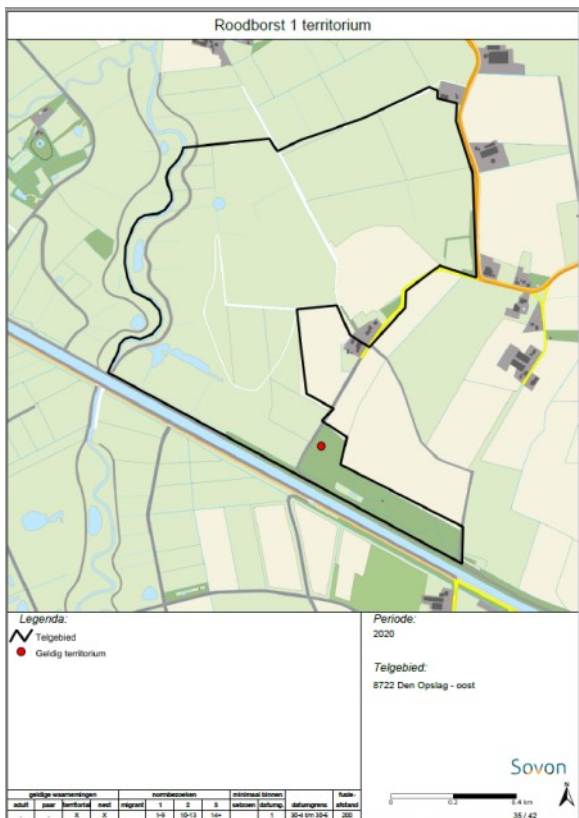 Roodborst 1 territorium
Legenda:
Telgebied
Geldig territorium
Periode:
2020
Telgebied:
8722 Den Opslag - oost
Sovon
geldige waarnemingen normbezoeken minimaal binnen fusie-
adult paar territoriaal nest migrant 1 2 3 seizoen datumg. datumgrens afstand
. . X X 1-9 10-13 14+ 1 30-4 t/m 30-6 200
0 0.2 0.4 km
35 / 42